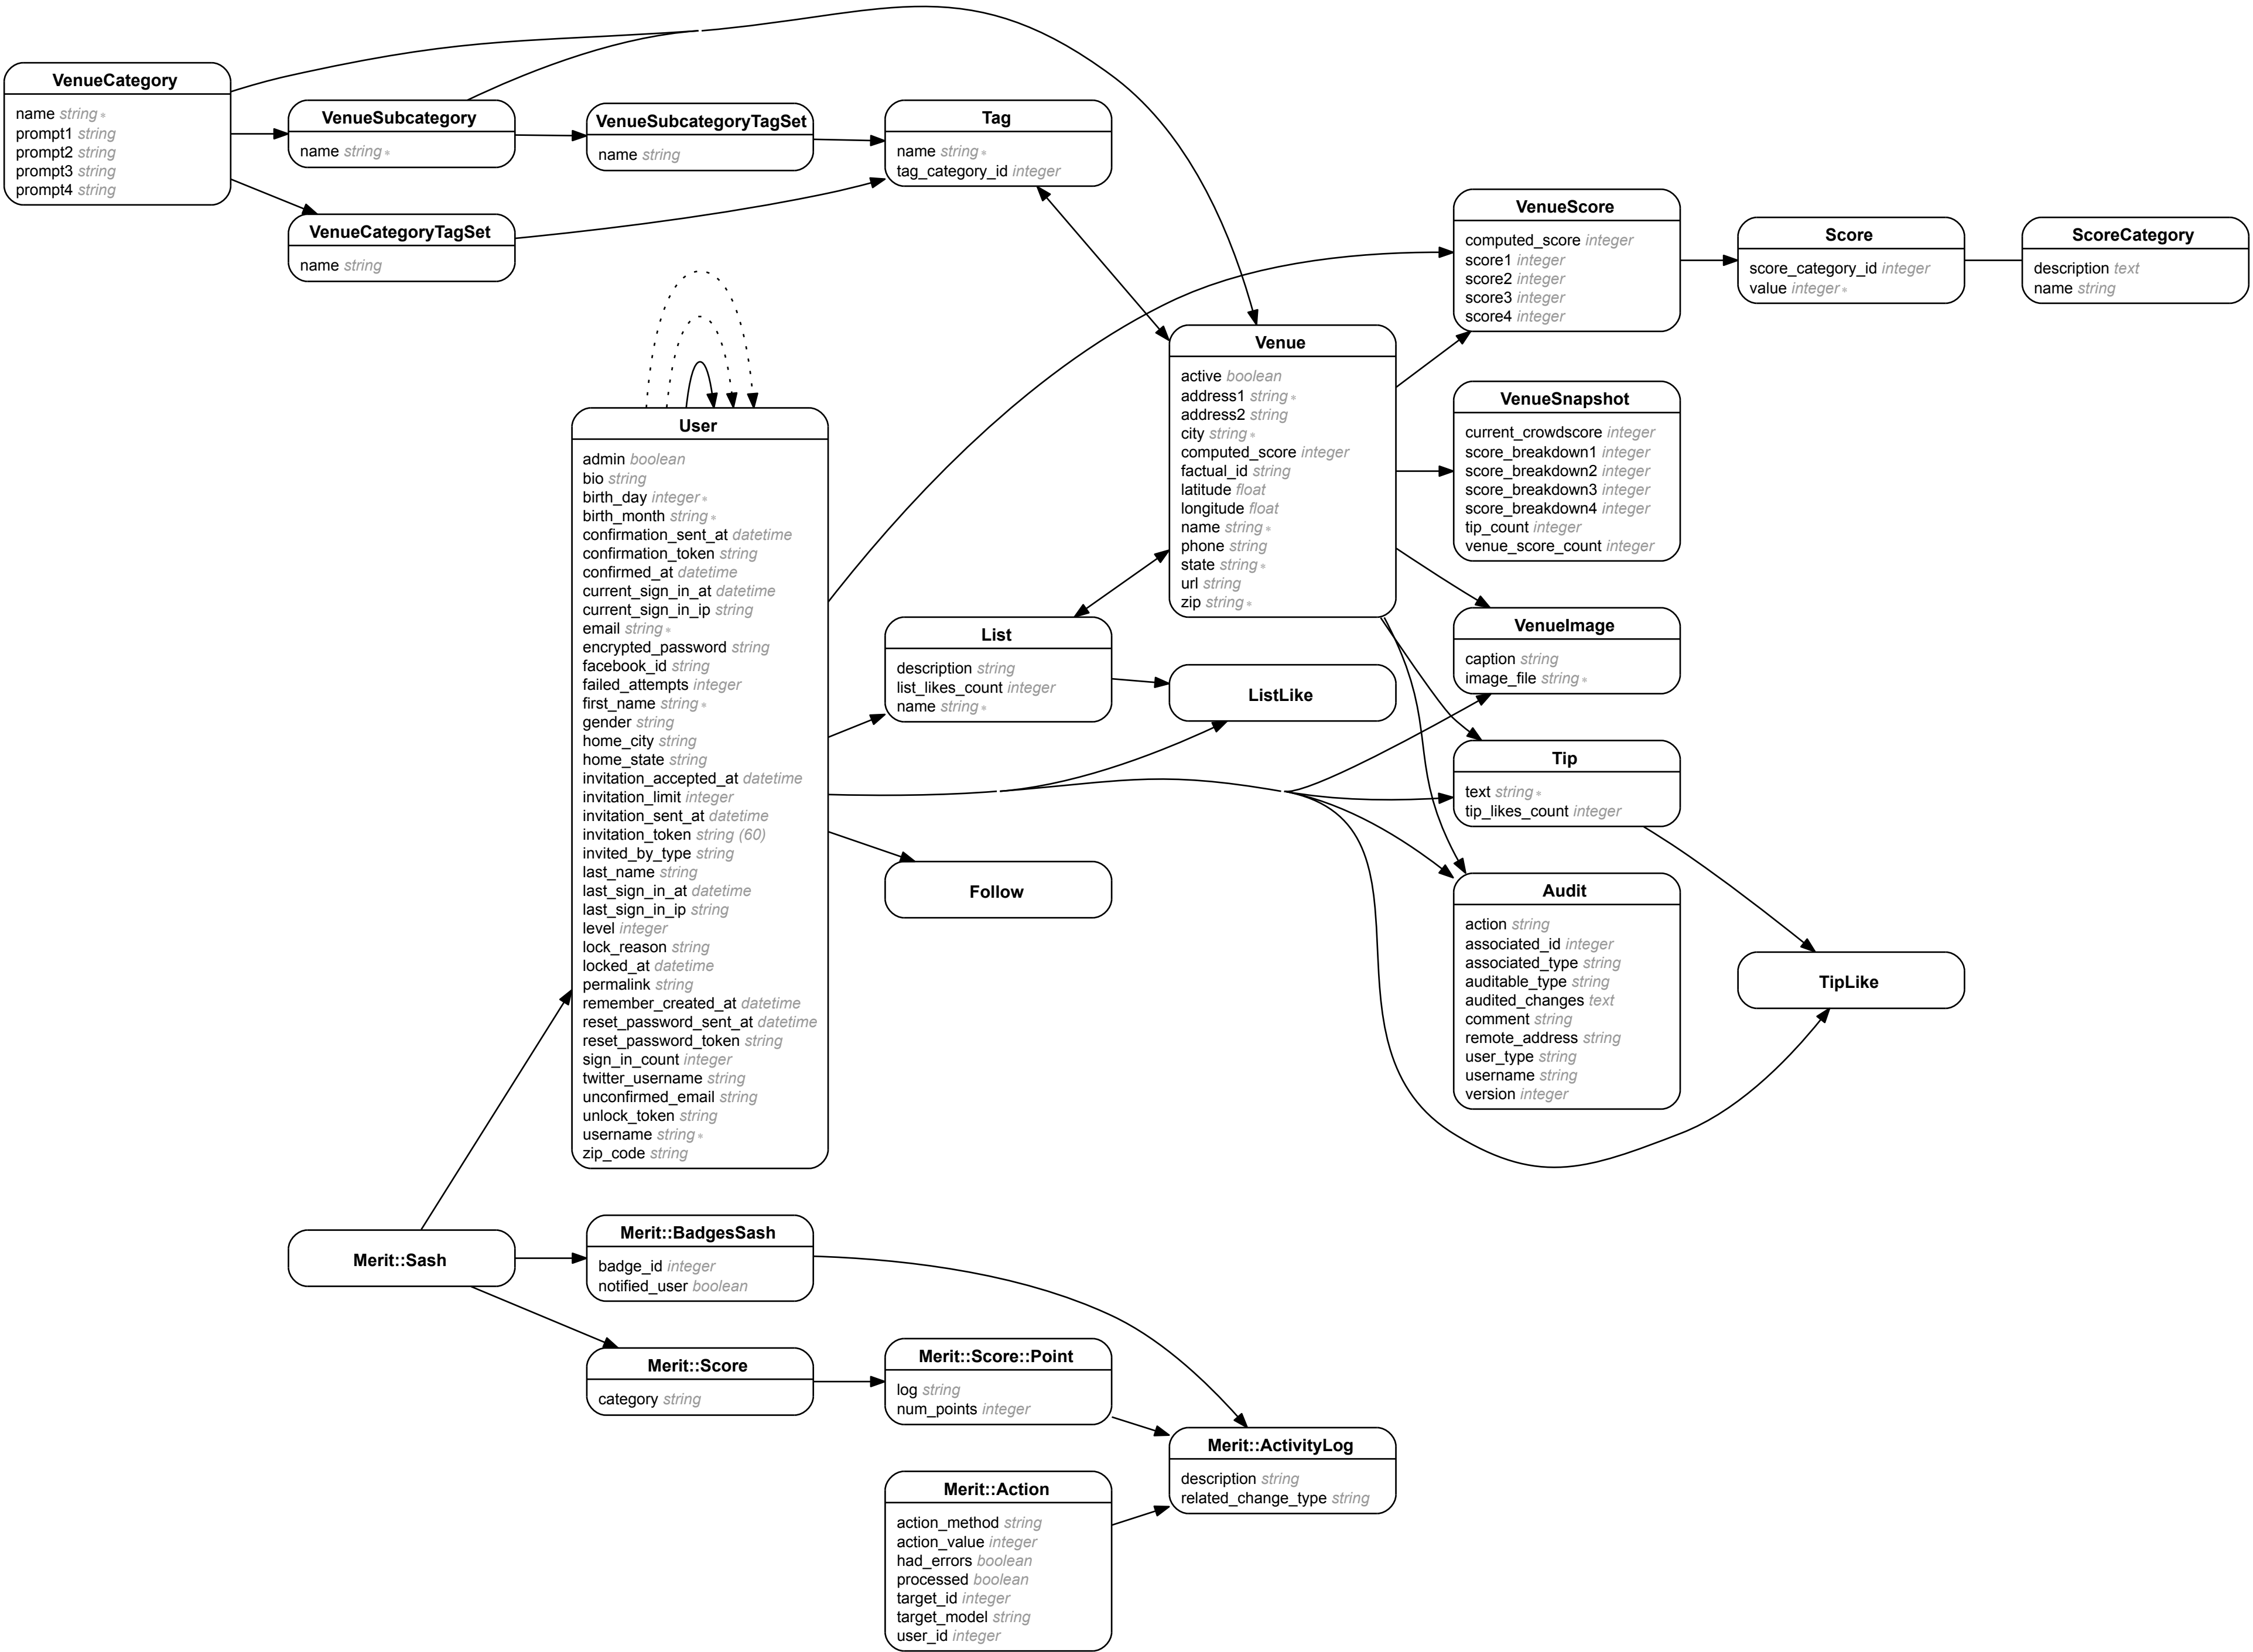 VenueCategory
name string *
prompt1 string
prompt2 string
prompt3 string
prompt4 string
VenueSubcategory
name string *
VenueSubcategoryTagSet
name string
Tag
name string *
tag_category_id integer
VenueCategoryTagSet
name string
VenueScore
computed_score integer
score1 integer
score2 integer
score3 integer
score4 integer
Score
score_category_id integer
value integer *
ScoreCategory
description text
name string
Venue
active boolean
address1 string *
address2 string
city string *
computed_score integer
factual_id string
latitude float
longitude float
name string *
phone string
state string *
url string
zip string *
VenueSnapshot
current_crowdscore integer
score_breakdown1 integer
score_breakdown2 integer
score_breakdown3 integer
score_breakdown4 integer
tip_count integer
venue_score_count integer
User
admin boolean
bio string
birth_day integer *
birth_month string *
confirmation_sent_at datetime
confirmation_token string
confirmed_at datetime
current_sign_in_at datetime
current_sign_in_ip string
email string *
encrypted_password string
facebook_id string
failed_attempts integer
first_name string *
gender string
home_city string
home_state string
invitation_accepted_at datetime
invitation_limit integer
invitation_sent_at datetime
invitation_token string (60)
invited_by_type string
last_name string
last_sign_in_at datetime
last_sign_in_ip string
level integer
lock_reason string
locked_at datetime
permalink string
remember_created_at datetime
reset_password_sent_at datetime
reset_password_token string
sign_in_count integer
twitter_username string
unconfirmed_email string
unlock_token string
username string *
zip_code string
List
description string
list_likes_count integer
name string *
ListLike
VenueImage
caption string
image_file string *
Tip
text string *
tip_likes_count integer
Follow
Audit
action string
associated_id integer
associated_type string
auditable_type string
audited_changes text
comment string
remote_address string
user_type string
username string
version integer
TipLike
Merit::Sash
Merit::BadgesSash
badge_id integer
notified_user boolean
Merit::Score
category string
Merit::Score::Point
log string
num_points integer
Merit::ActivityLog
description string
related_change_type string
Merit::Action
action_method string
action_value integer
had_errors boolean
processed boolean
target_id integer
target_model string
user_id integer